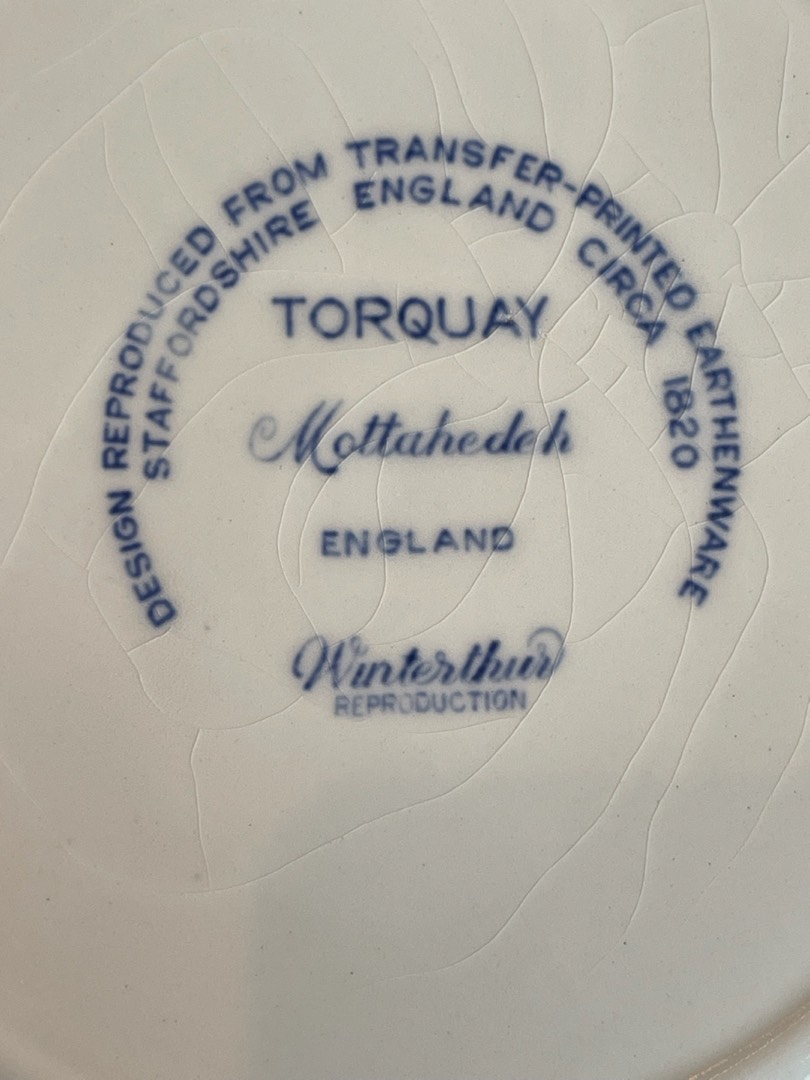 DESIGN REPRODUCED FROM TRANSFER-PRINTED EARTHENWARE
STAFFORDSHIRE ENGLAND CIRCA 1820
TORQUAY
Mottahedeh
ENGLAND
Winterthur
REPRODUCTION